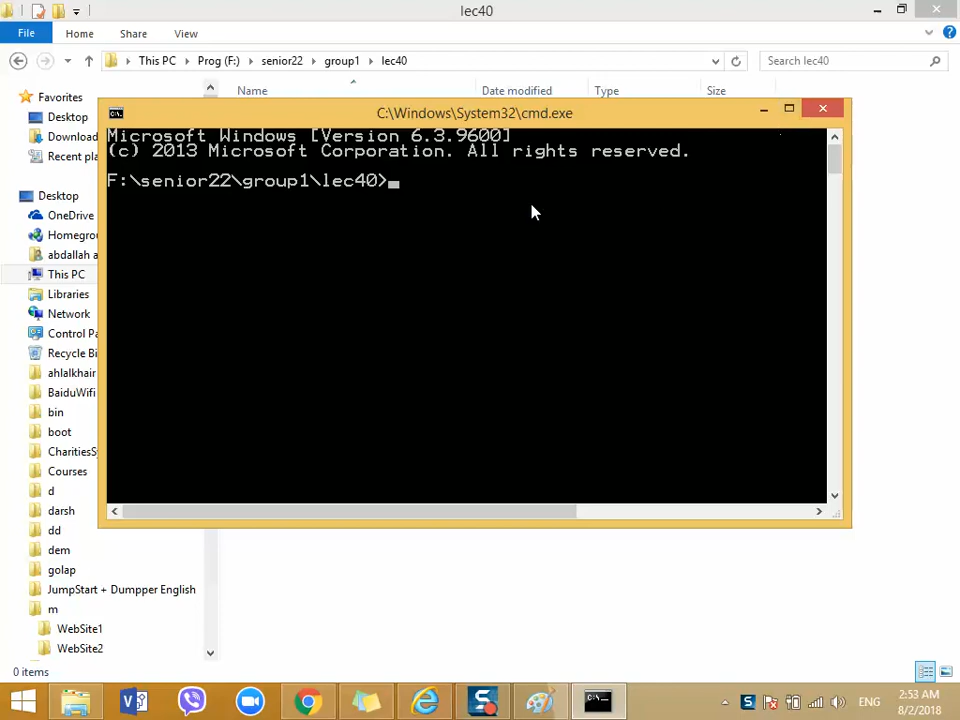 lec40
File Home Share View
This PC Prog (F:) senior22 group1 lec40
Search lec40
Name Date modified Type Size
Favorites
Desktop
Download
Recent pla
Desktop
OneDrive
Homegrou
abdallah a
This PC
Libraries
Network
Control Pa
Recycle Bi
ahlalkhair
BaiduWifi
bin
boot
CharitiesSy
Courses
d
darsh
dd
dem
golap
JumpStart + Dumpper English
m
WebSite1
WebSite2
C:\Windows\System32\cmd.exe
Microsoft Windows [Version 6.3.9600]
(c) 2013 Microsoft Corporation. All rights reserved.
F:\senior22\group1\lec40>
0 items
ENG
2:53 AM
8/2/2018